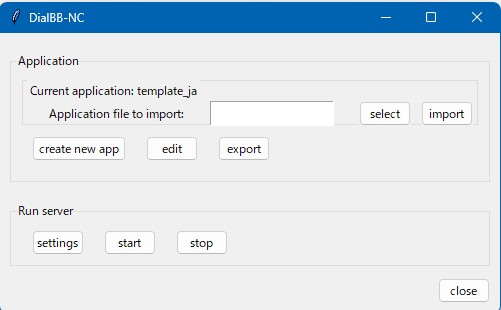 DialBB-NC
Application
Current application: template_ja
Application file to import: select import
create new app edit export
Run server
settings start stop
close